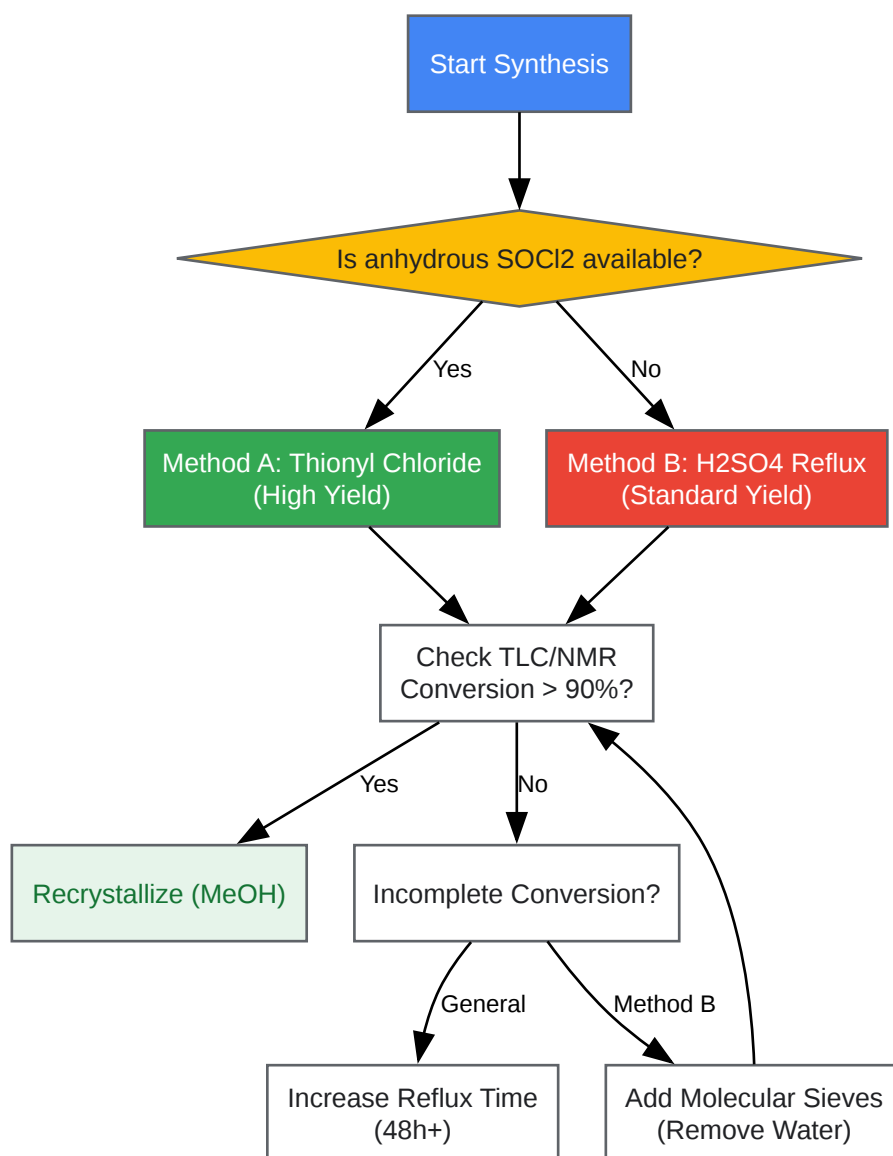 Start Synthesis
Is anhydrous SOCl2 available?
Yes
No
Method A: Thionyl Chloride
(High Yield)
Method B: H2SO4 Reflux
(Standard Yield)
Check TLC/NMR
Conversion > 90%?
Yes
No
Recrystallize (MeOH)
Incomplete Conversion?
General
Method B
Increase Reflux Time
(48h+)
Add Molecular Sieves
(Remove Water)